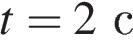 t = 2 с